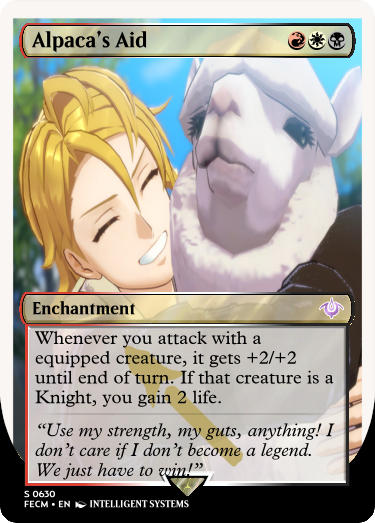 Alpaca's Aid
Enchantment
Whenever you attack with a
equipped creature, it gets +2/+2
until end of turn. If that creature is a
Knight, you gain 2 life.
“Use my strength, my guts, anything! I
don't care if I don't become a legend.
We just have to win!”
S 0630
FECM • EN INTELLIGENT SYSTEMS